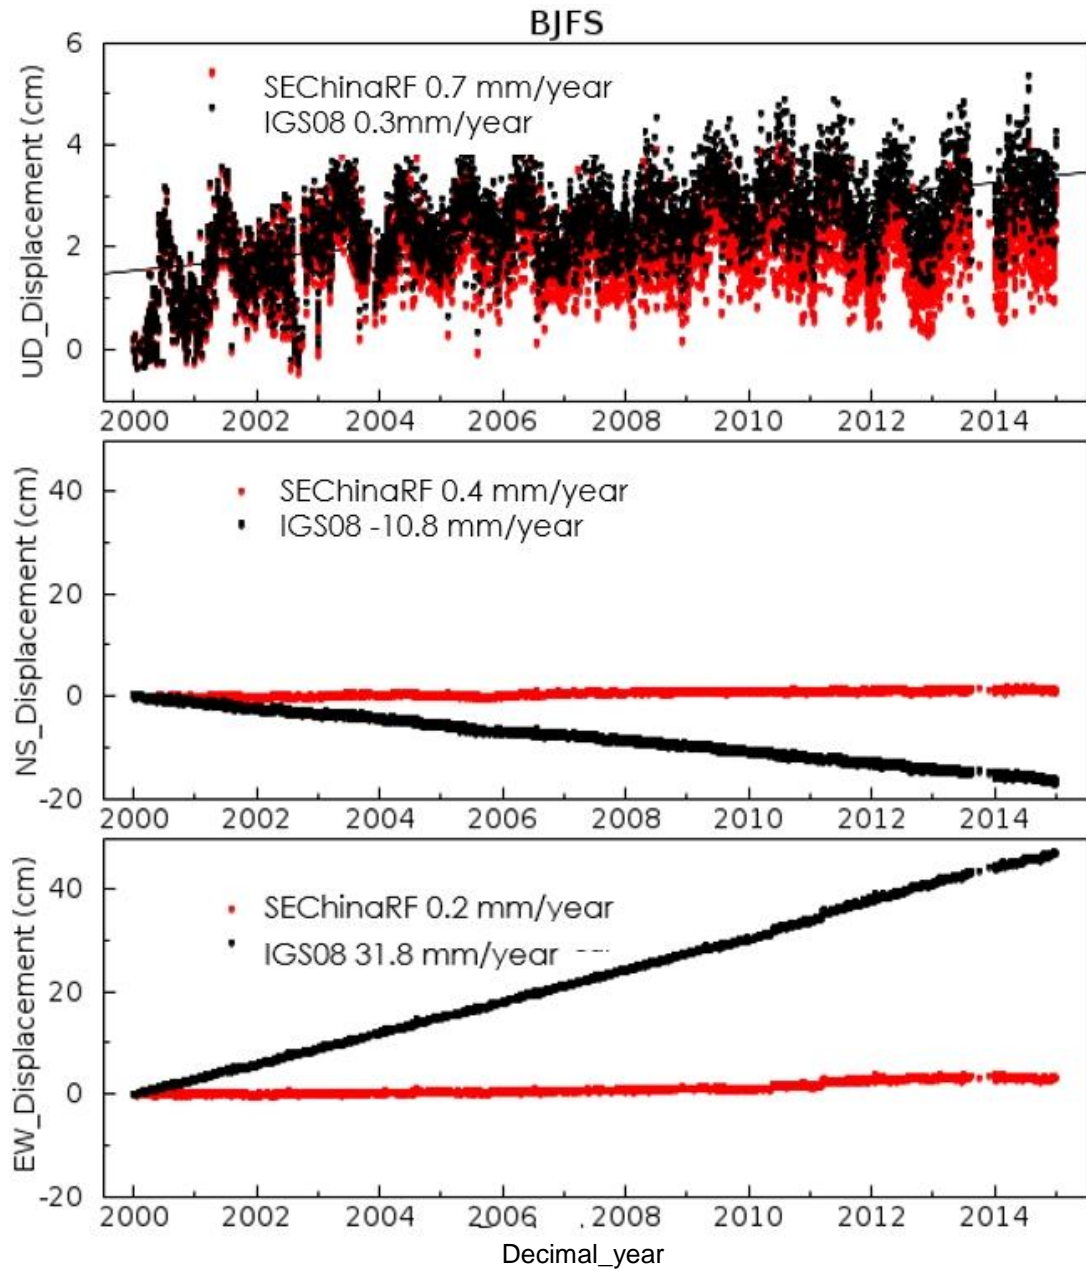 BJFS
UD_Displacement (cm)
6
4
2
0
SEChinaRF 0.7 mm/year
IGS08 0.3mm/year
2000 2002 2004 2006 2008 2010 2012 2014
NS_Displacement (cm)
40
20
0
-20
SEChinaRF 0.4 mm/year
IGS08 -10.8 mm/year
2000 2002 2004 2006 2008 2010 2012 2014
EW_Displacement (cm)
40
20
0
-20
SEChinaRF 0.2 mm/year
IGS08 31.8 mm/year
2000 2002 2004 2006 2008 2010 2012 2014
Decimal_year